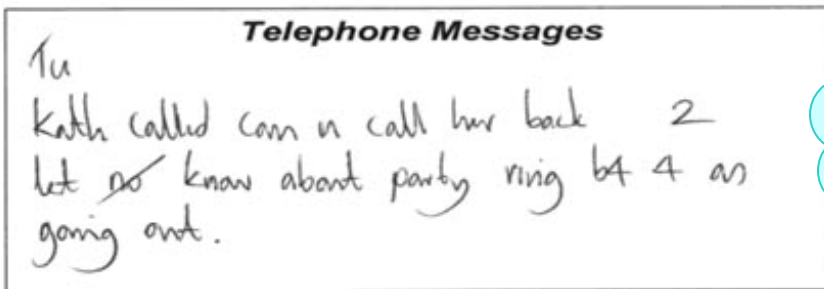 Telephone Messages
Tu
Kath called can u call her back 2
let no know about party ring b4 4 as
going out.